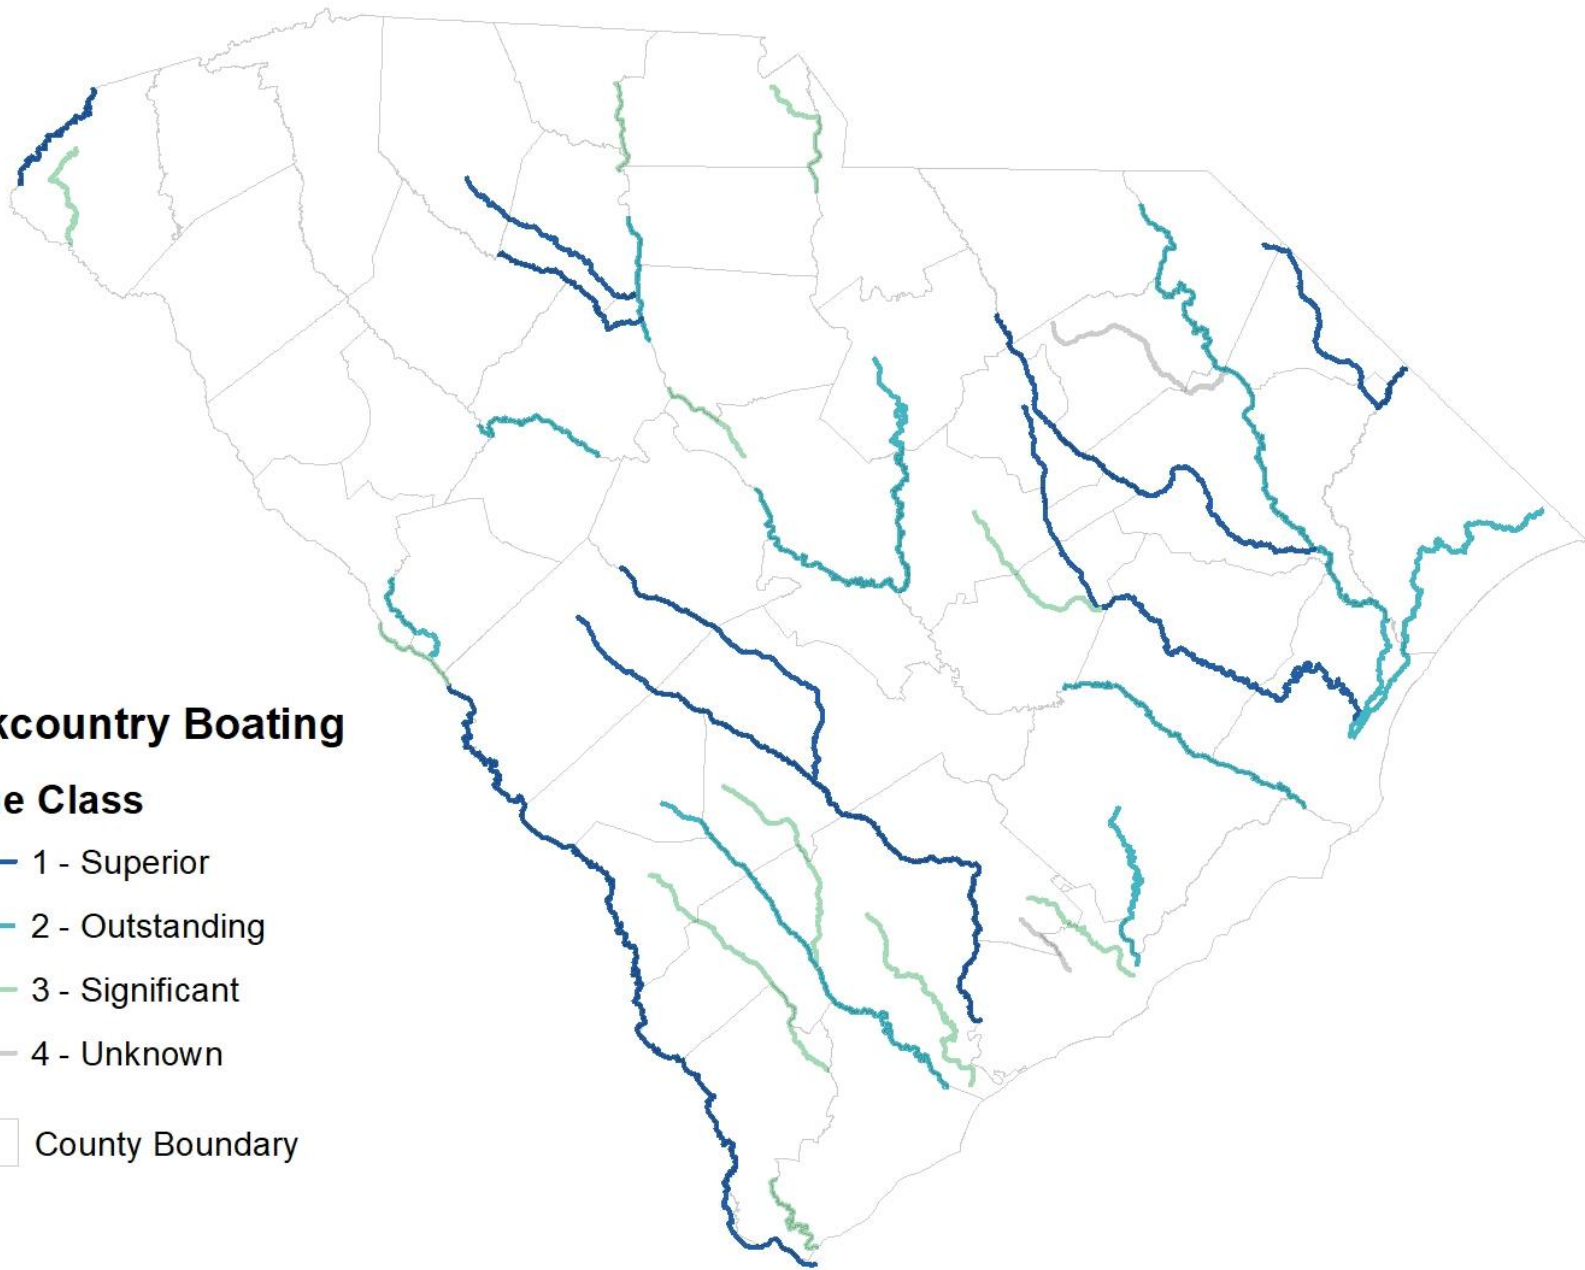 kcountry Boating
e Class
1 - Superior
2 - Outstanding
3 - Significant
4 - Unknown
County Boundary